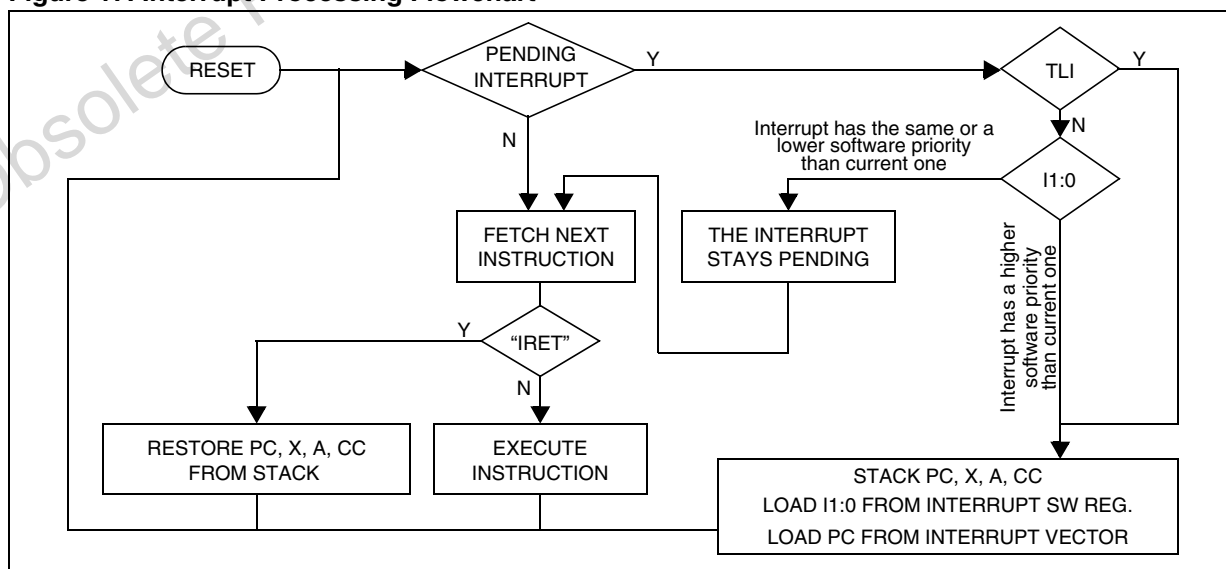 Interrupt Processing Flowchart
obsolete
RESET
PENDING
INTERRUPT
Y
N
TLI
Y
N
Interrupt has the same or a
lower software priority
than current one
I1:0
FETCH NEXT
INSTRUCTION
THE INTERRUPT
STAYS PENDING
Interrupt has a higher
software priority
than current one
“IRET”
Y
N
RESTORE PC, X, A, CC
FROM STACK
EXECUTE
INSTRUCTION
STACK PC, X, A, CC
LOAD I1:0 FROM INTERRUPT SW REG.
LOAD PC FROM INTERRUPT VECTOR